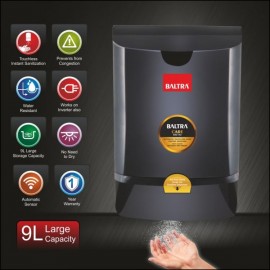 Touchless
Instant Sanitization
Prevents from
Congestion
Water
Resistant
Works on
Inverter also
9L Large
Storage Capacity
No Need
to Dry
Automatic
Sensor
1
Year
Warranty
9L Large
Capacity
BALTRA
BALTRA